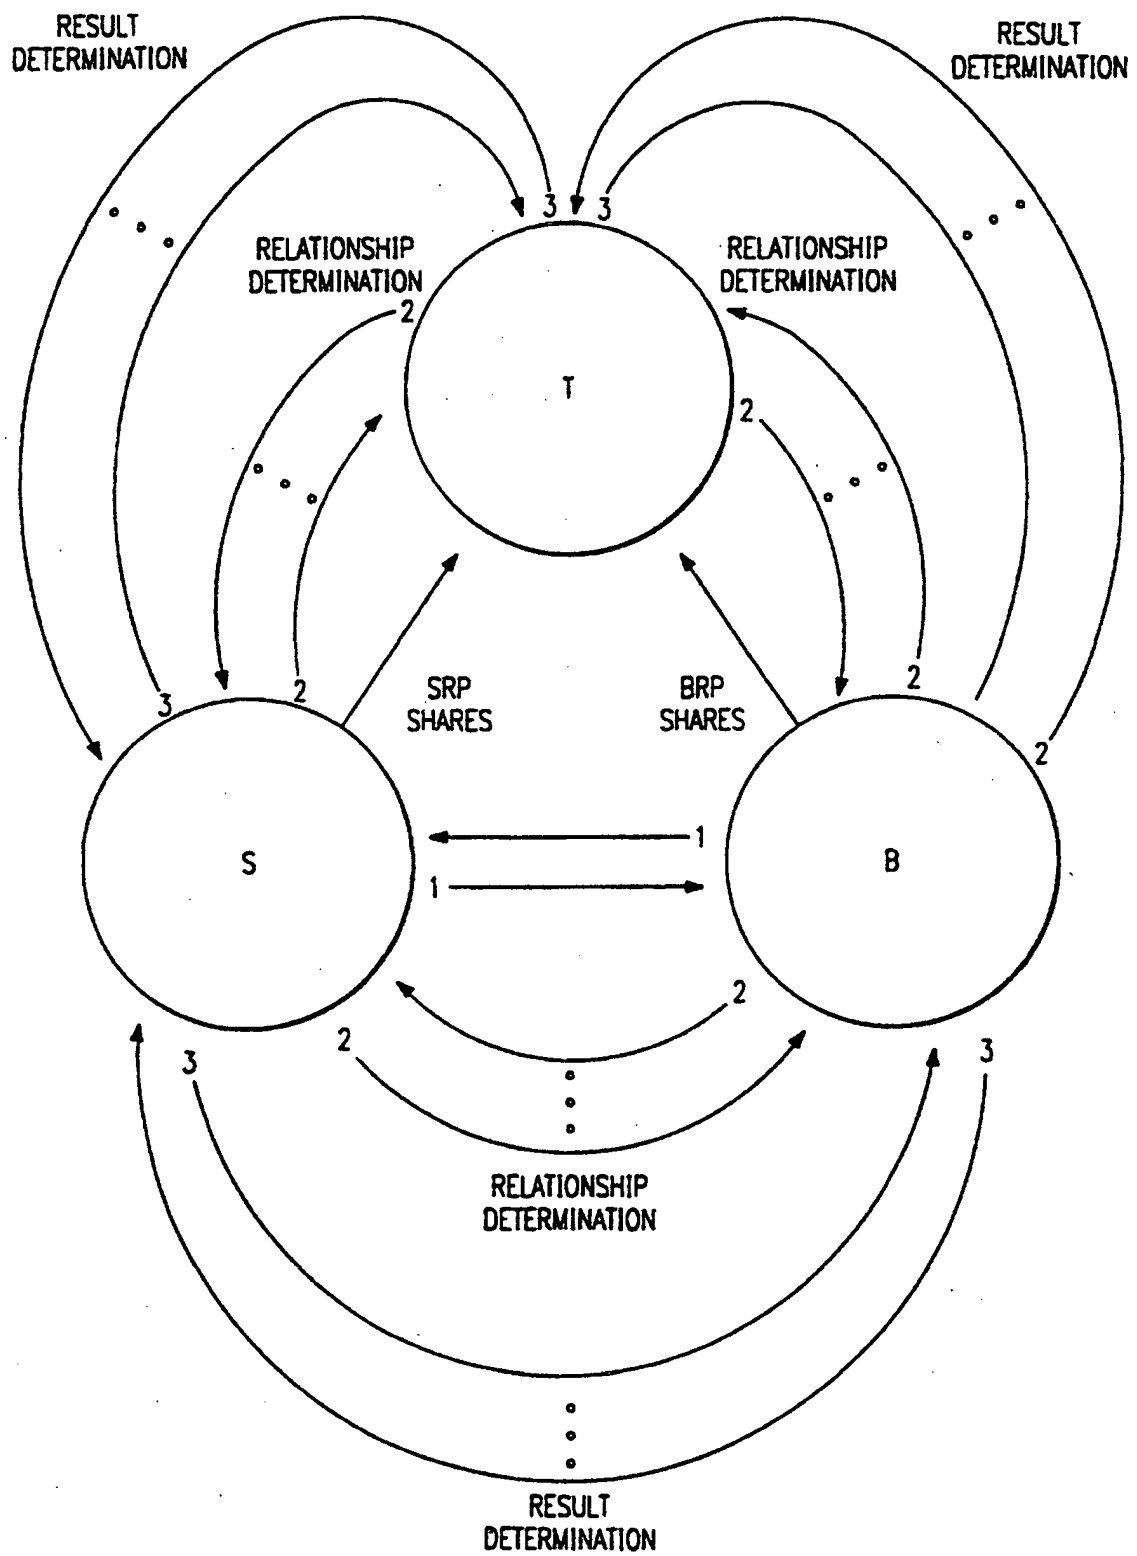 RESULT
DETERMINATION
RESULT
DETERMINATION
3
3
RELATIONSHIP
DETERMINATION
RELATIONSHIP
DETERMINATION
2
T
2
SRP
SHARES
BRP
SHARES
3
2
2
2
1
S
B
1
2
2
3
3
RELATIONSHIP
DETERMINATION
RESULT
DETERMINATION